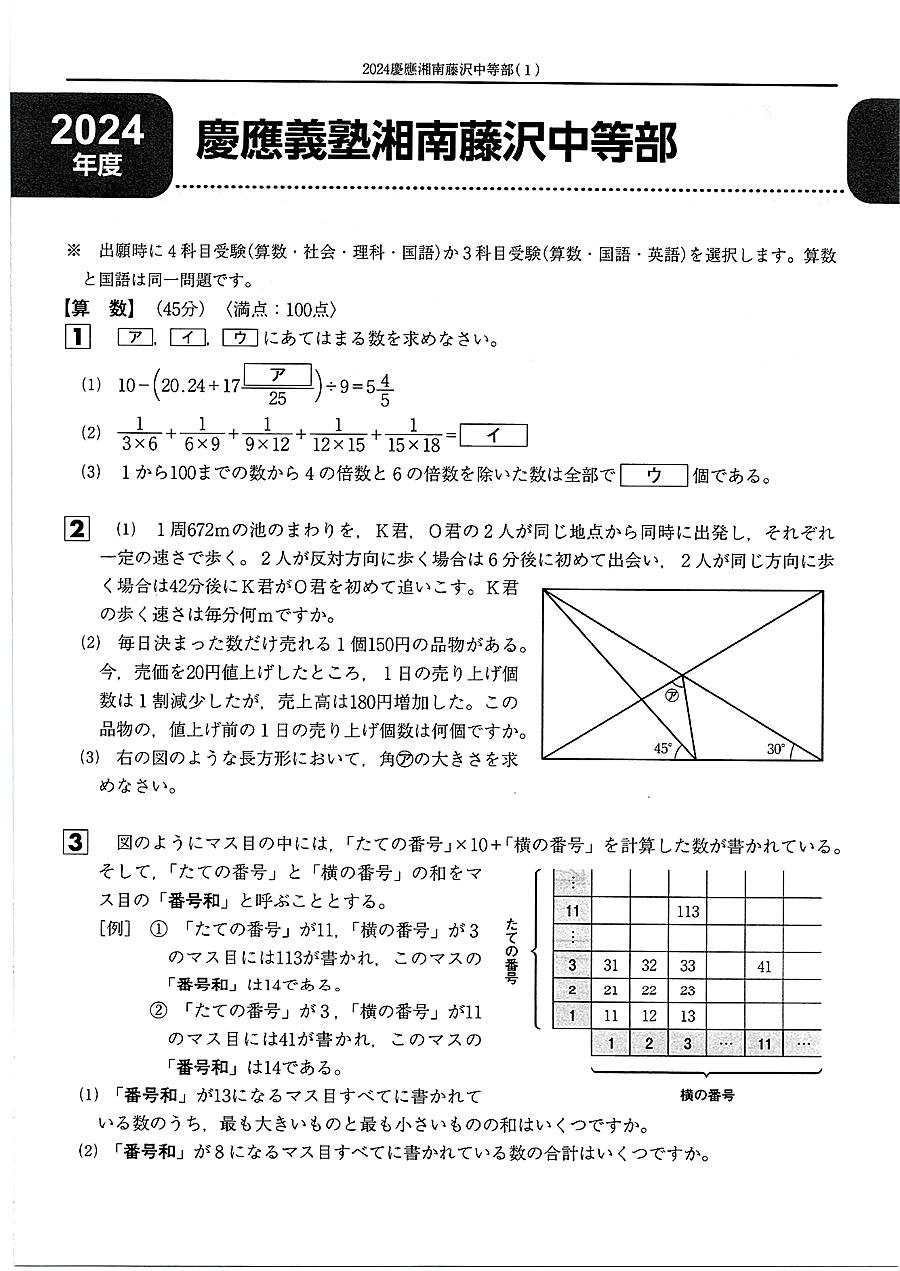 2024慶應湘南藤沢中等部(1)
2024
年度
慶應義塾湘南藤沢中等部
※ 出願時に4科目受験(算数・社会・理科・国語)か3科目受験(算数・国語・英語)を選択します。算数
と国語は同一問題です。
【算 数】 (45分) 〈満点:100点〉
1 ア, イ, ウ にあてはまる数を求めなさい。
(1) 10−(20.24+17 ア/25)÷9=5 4/5
(2) 1/(3×6)+1/(6×9)+1/(9×12)+1/(12×15)+1/(15×18)= イ
(3) 1から100までの数から4の倍数と6の倍数を除いた数は全部で ウ 個である。
2 (1) 1周672mの池のまわりを,K君,O君の2人が同じ地点から同時に出発し,それぞれ
一定の速さで歩く。2人が反対方向に歩く場合は6分後に初めて出会い,2人が同じ方向に歩
く場合は42分後にK君がO君を初めて追いこす。K君
の歩く速さは毎分何mですか。
(2) 毎日決まった数だけ売れる1個150円の品物がある。
今,売価を20円値上げしたところ,1日の売り上げ個
数は1割減少したが,売上高は180円増加した。この
品物の,値上げ前の1日の売り上げ個数は何個ですか。
(3) 右の図のような長方形において,角㋐の大きさを求
めなさい。
㋐
45° 30°
3 図のようにマス目の中には,「たての番号」×10+「横の番号」を計算した数が書かれている。
そして,「たての番号」と「横の番号」の和をマ
ス目の「番号和」と呼ぶこととする。
[例] ① 「たての番号」が11,「横の番号」が3
のマス目には113が書かれ,このマスの
「番号和」は14である。
② 「たての番号」が3,「横の番号」が11
のマス目には41が書かれ,このマスの
「番号和」は14である。
たての番号
⋮
11 113
⋮
3 31 32 33 41
2 21 22 23
1 11 12 13
1 2 3 … 11 …
横の番号
(1) 「番号和」が13になるマス目すべてに書かれて
いる数のうち,最も大きいものと最も小さいものの和はいくつですか。
(2) 「番号和」が8になるマス目すべてに書かれている数の合計はいくつですか。